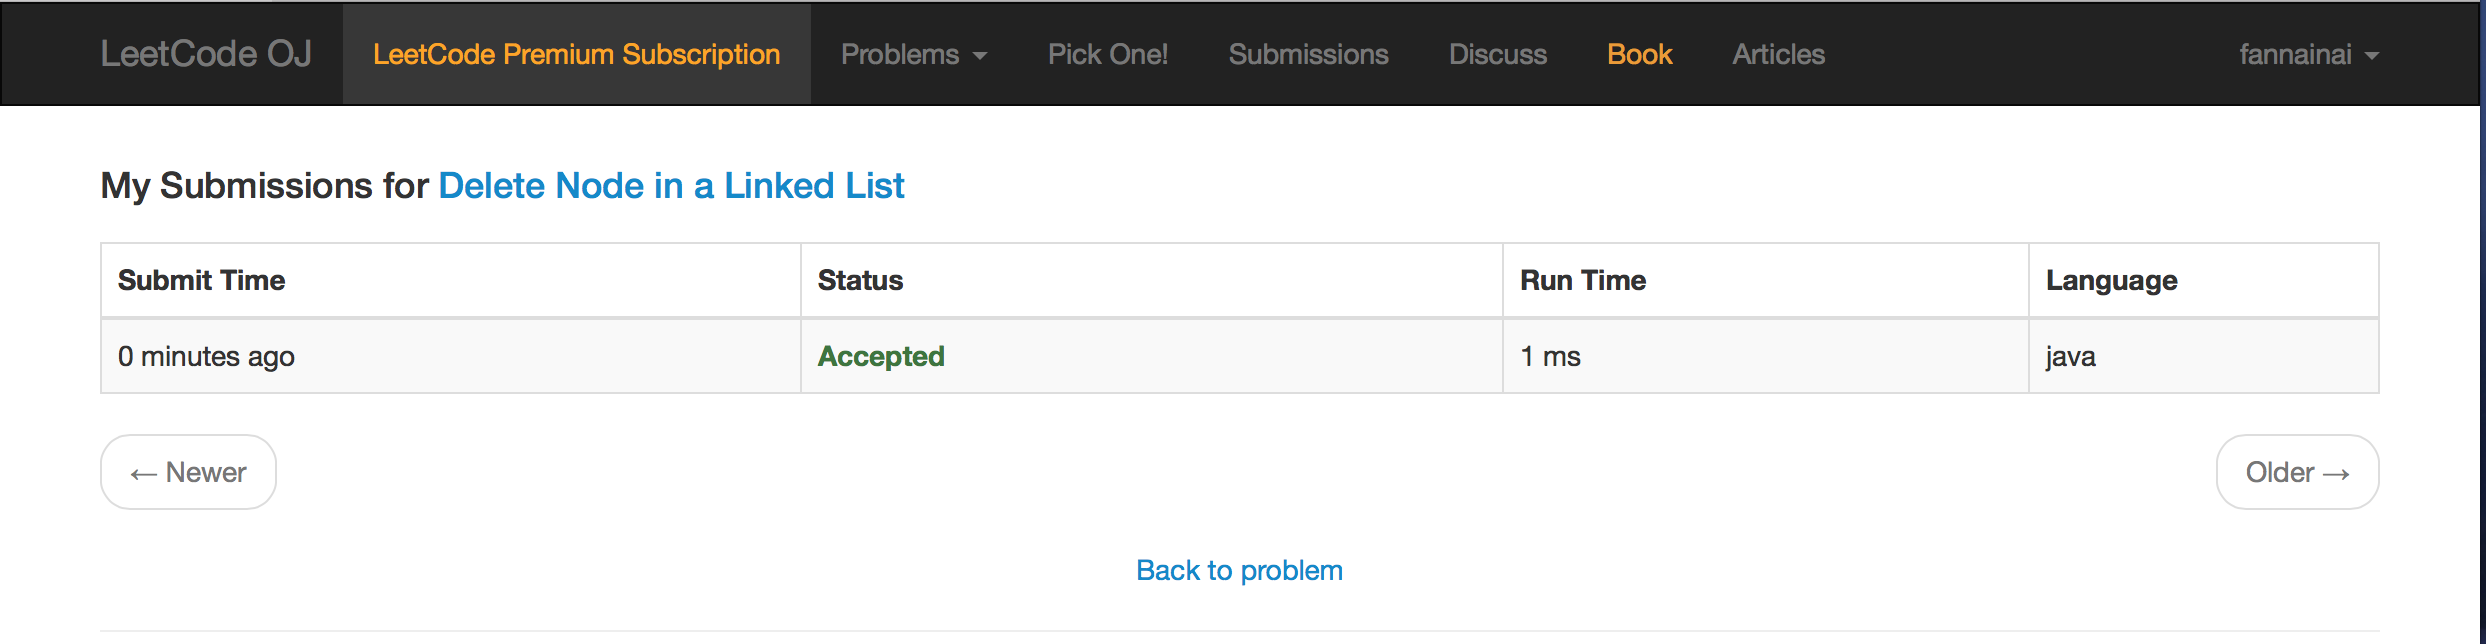 LeetCode OJ LeetCode Premium Subscription Problems Pick One! Submissions Discuss Book Articles fannainai
My Submissions for Delete Node in a Linked List
Submit Time Status Run Time Language
0 minutes ago Accepted 1 ms java
← Newer Older →
Back to problem